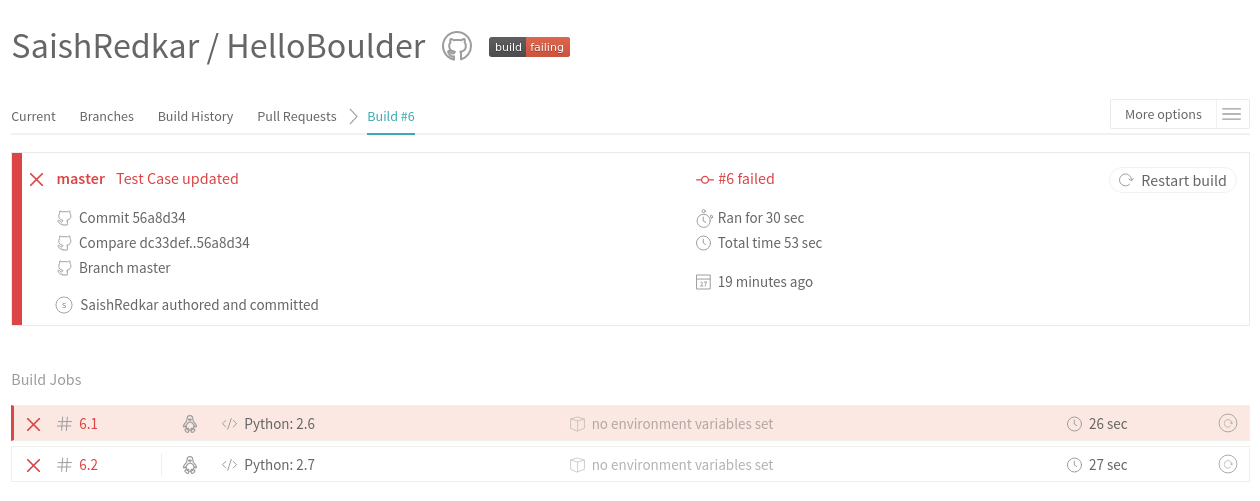 SaishRedkar / HelloBoulder build failing
Current Branches Build History Pull Requests Build #6 More options
master Test Case updated #6 failed Restart build
Commit 56a8d34 Ran for 30 sec
Compare dc33def..56a8d34 Total time 53 sec
Branch master
27 19 minutes ago
S SaishRedkar authored and committed
Build Jobs
# 6.1 </> Python: 2.6 no environment variables set 26 sec
# 6.2 </> Python: 2.7 no environment variables set 27 sec